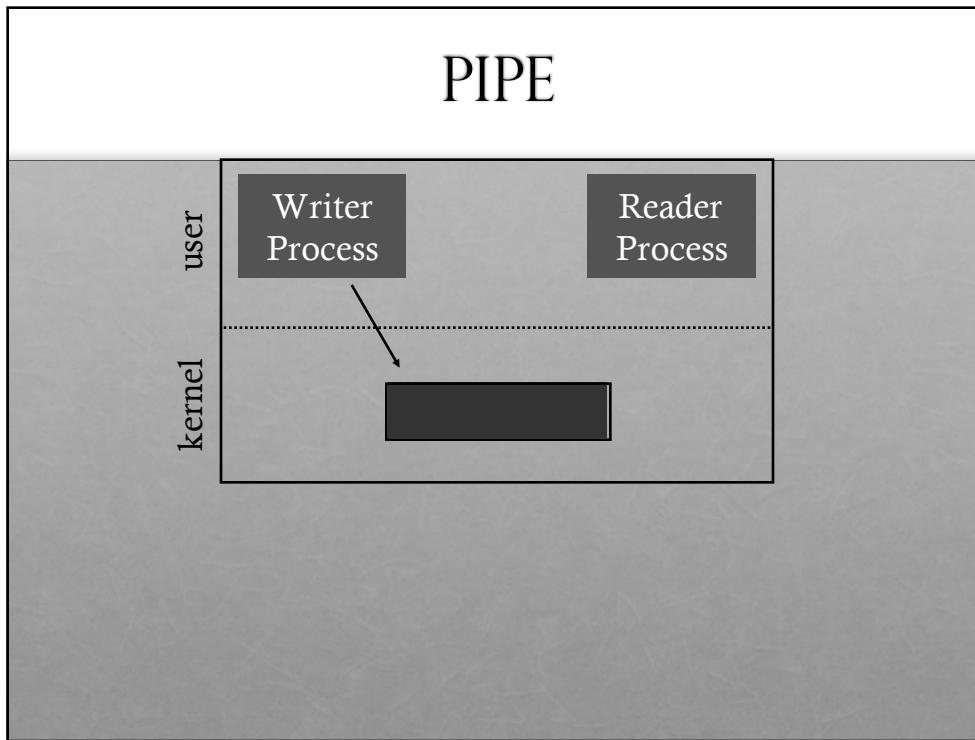 PIPE
user
Writer
Process
Reader
Process
kernel